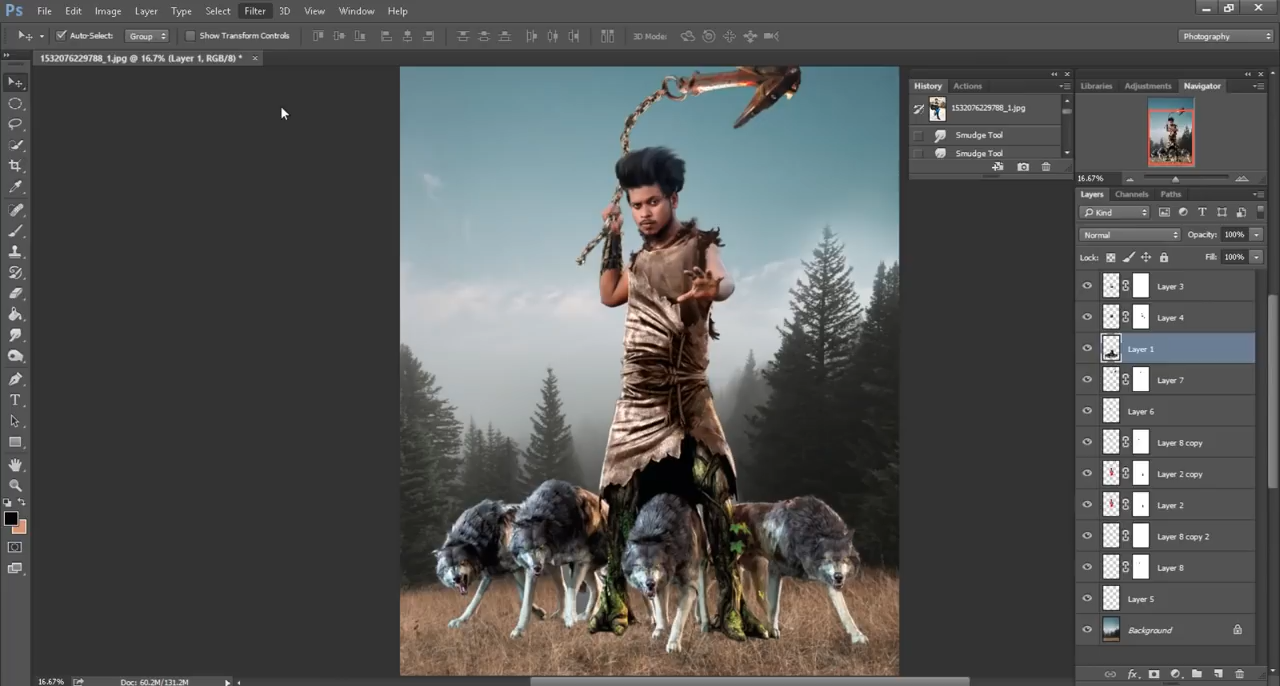 Ps File Edit Image Layer Type Select Filter 3D View Window Help
Auto-Select: Group Show Transform Controls 3D Mode: Photography
1532076229788_1.jpg @ 16.7% (Layer 1, RGB/8) * ×
History Actions
1532076229788_1.jpg
Smudge Tool
Smudge Tool
Libraries Adjustments Navigator
16.67%
Layers Channels Paths
Kind
Normal Opacity: 100%
Lock: Fill: 100%
Layer 3
Layer 4
Layer 1
Layer 7
Layer 6
Layer 8 copy
Layer 2 copy
Layer 2
Layer 8 copy 2
Layer 8
Layer 5
Background
16.67% Doc: 60.2M/131.2M